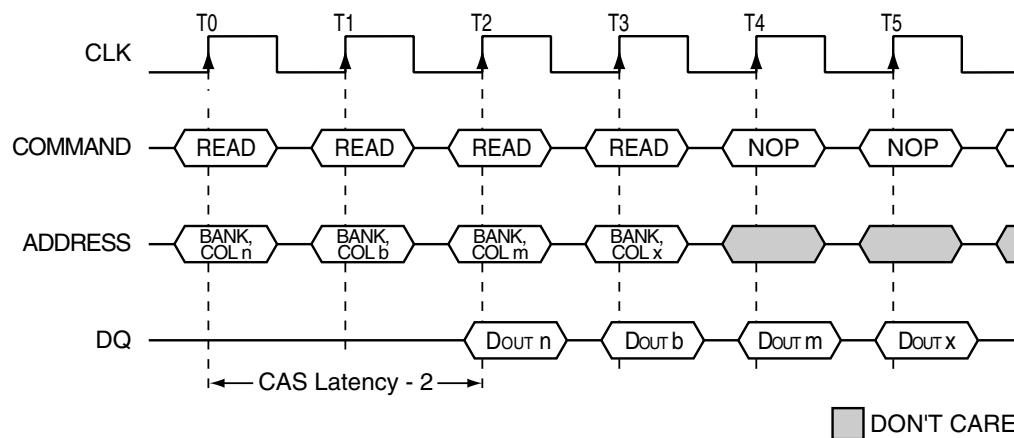 T0 T1 T2 T3 T4 T5
CLK
COMMAND READ READ READ READ NOP NOP
ADDRESS BANK, COL n BANK, COL b BANK, COL m BANK, COL x
DQ DOUT n DOUT b DOUT m DOUT x
CAS Latency - 2
DON'T CARE